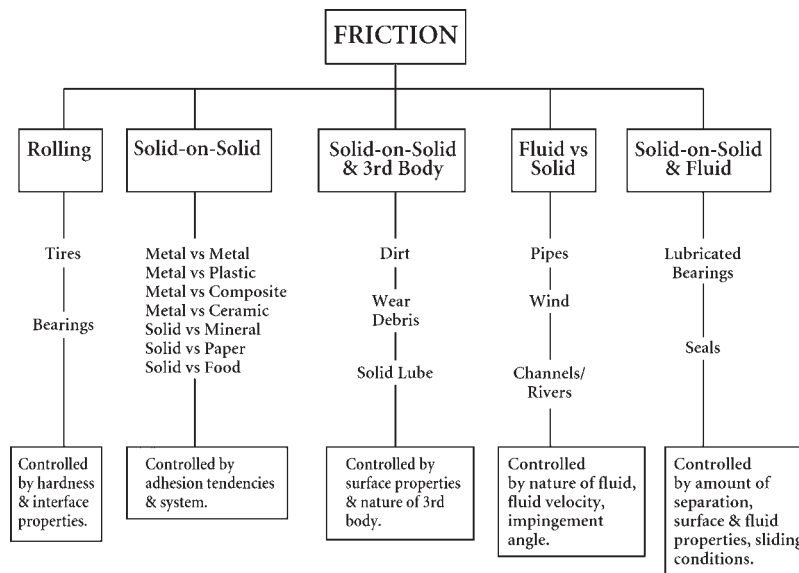 FRICTION
Rolling
Solid-on-Solid
Solid-on-Solid
& 3rd Body
Fluid vs
Solid
Solid-on-Solid
& Fluid
Tires
Bearings
Metal vs Metal
Metal vs Plastic
Metal vs Composite
Metal vs Ceramic
Solid vs Mineral
Solid vs Paper
Solid vs Food
Dirt
Wear
Debris
Solid Lube
Pipes
Wind
Channels/
Rivers
Lubricated
Bearings
Seals
Controlled
by hardness
& interface
properties.
Controlled by
adhesion tendencies
& system.
Controlled by
surface properties
& nature of 3rd
body.
Controlled
by nature of fluid,
fluid velocity,
impingement
angle.
Controlled
by amount of
separation,
surface & fluid
properties, sliding
conditions.